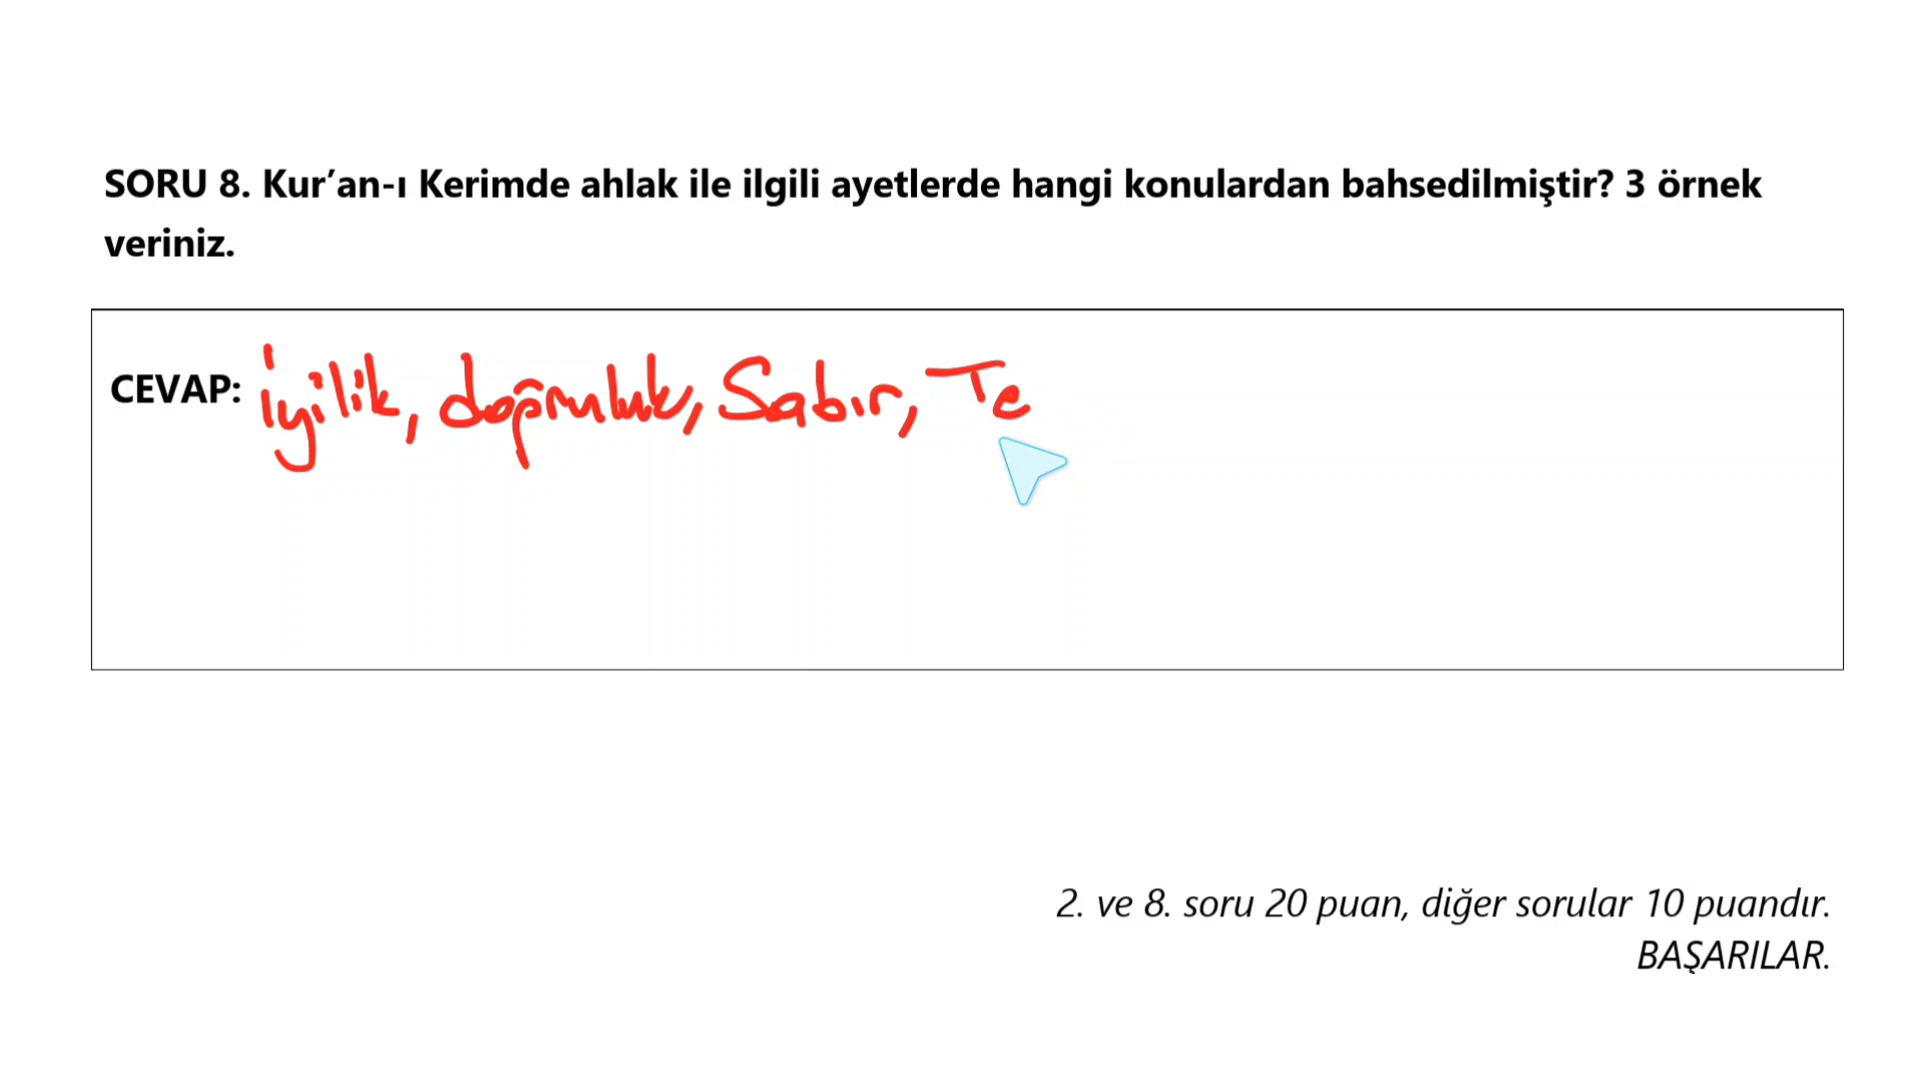 SORU 8. Kur’an-ı Kerimde ahlak ile ilgili ayetlerde hangi konulardan bahsedilmiştir? 3 örnek
veriniz.
CEVAP: İyilik, doğruluk, Sabır, Te
2. ve 8. soru 20 puan, diğer sorular 10 puandır.
BAŞARILAR.